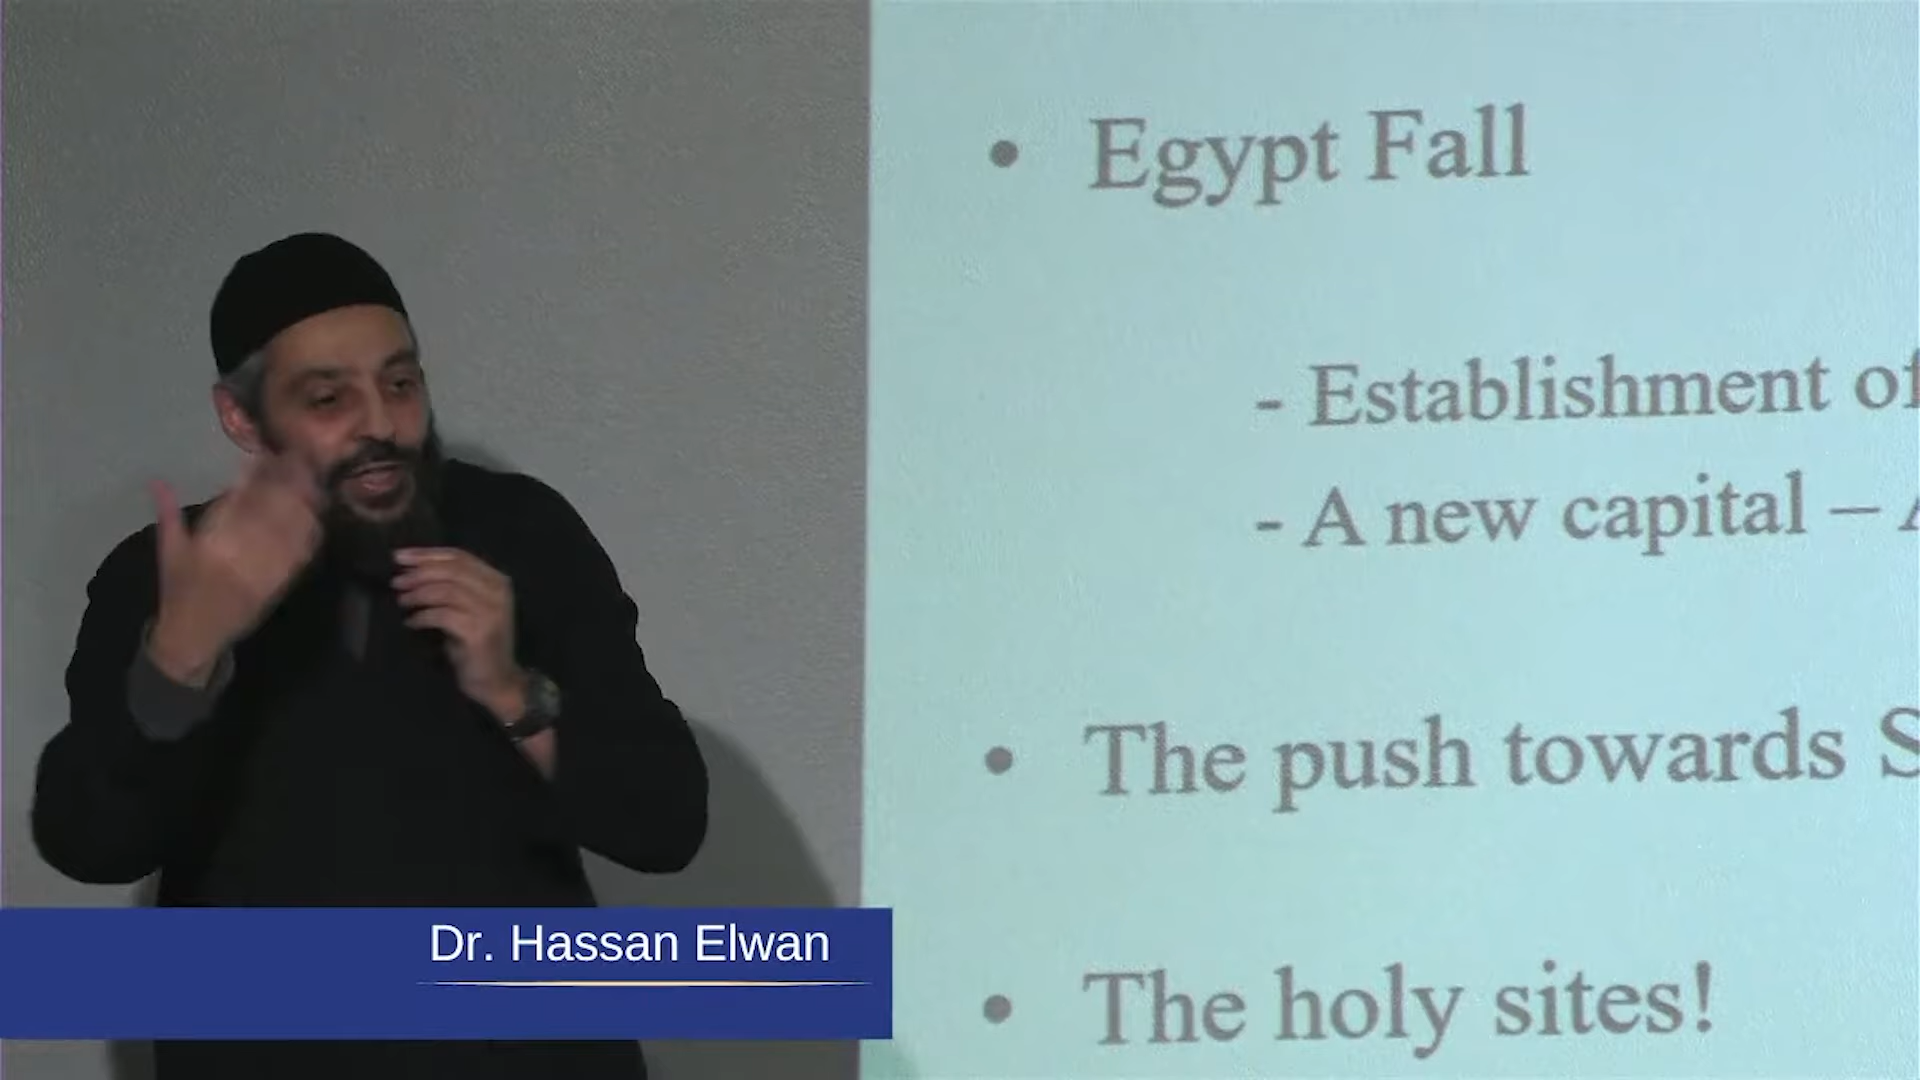 • Egypt Fall
- Establishment of
- A new capital –
• The push towards
• The holy sites!
Dr. Hassan Elwan